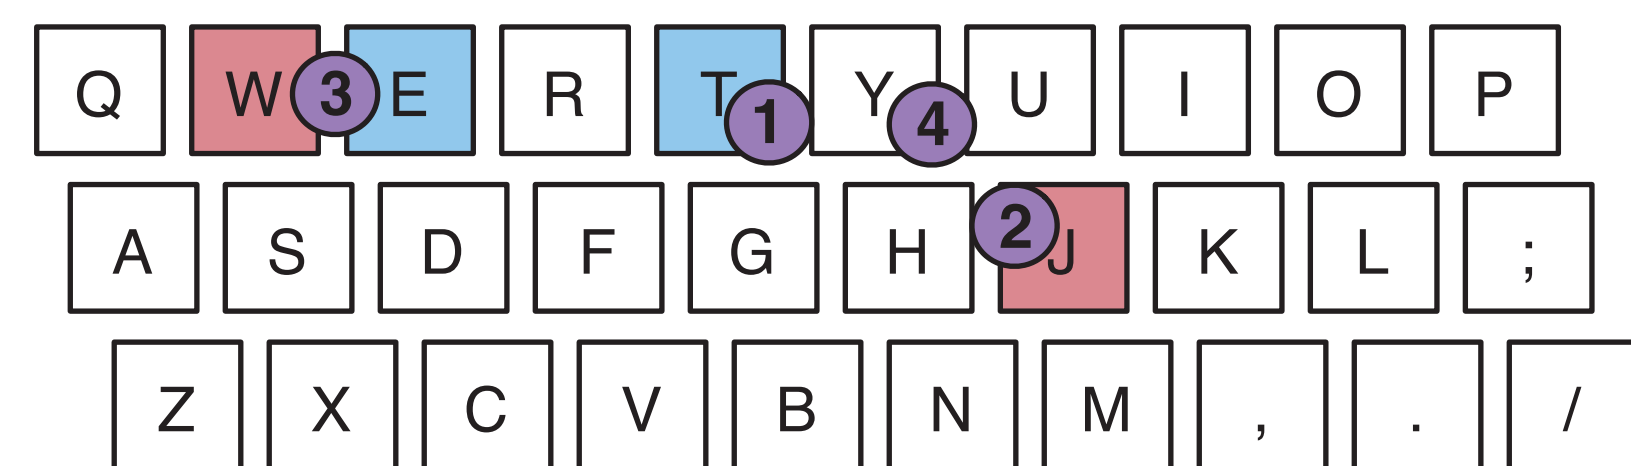 Q W 3 E R T 1 Y 4 U I O P
A S D F G H 2 J K L ;
Z X C V B N M , . /